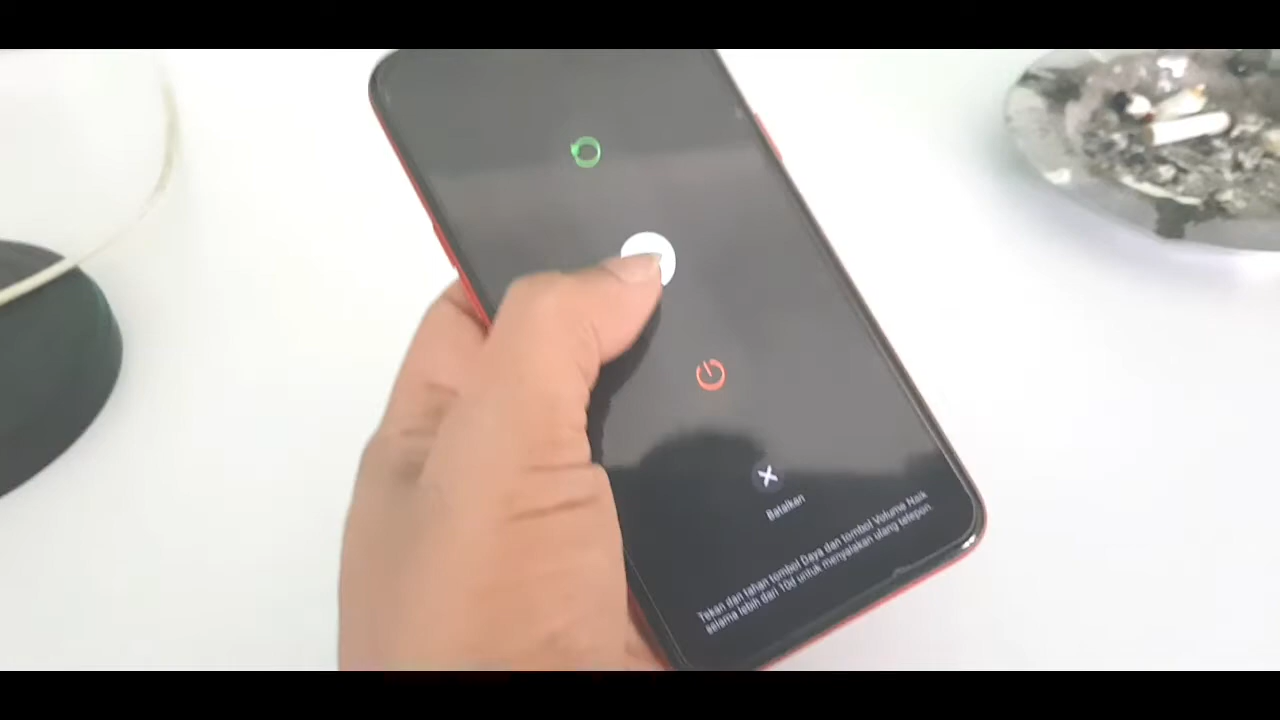 Batalkan
Tekan dan tahan tombol Daya dan tombol Volume Naik
selama lebih dari 10d untuk menyalakan ulang telepon.